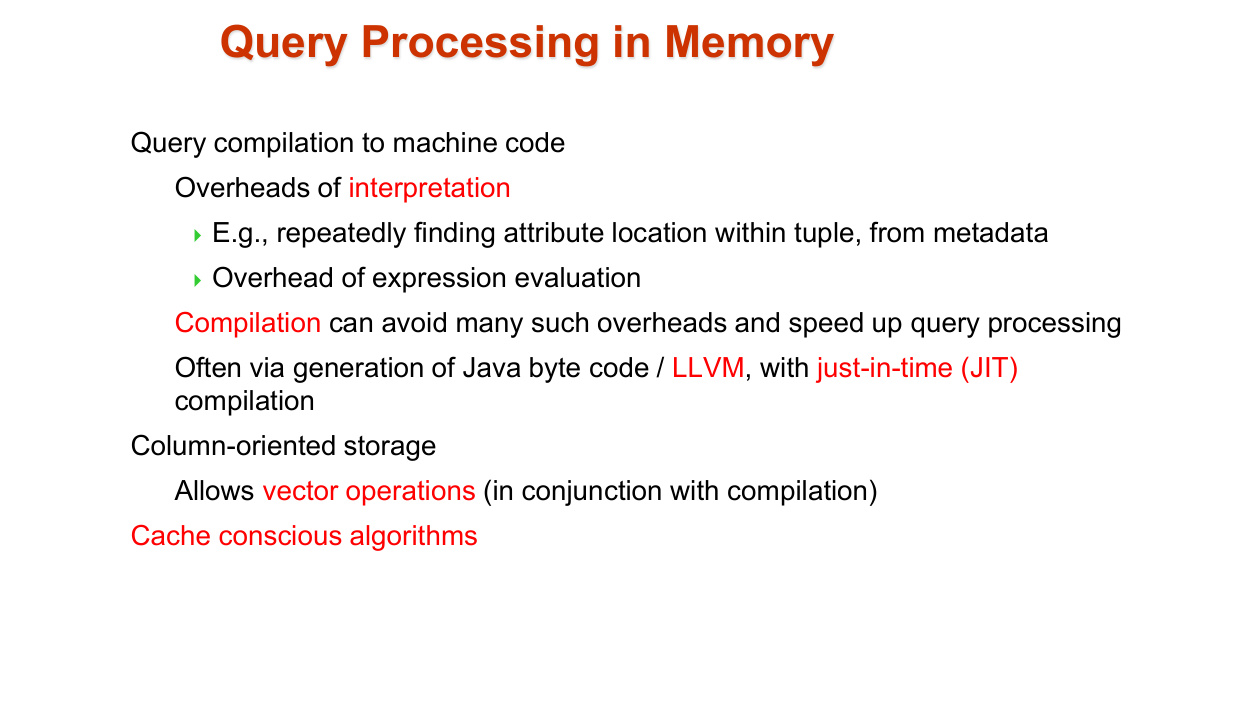 Query Processing in Memory
Query compilation to machine code
Overheads of interpretation
E.g., repeatedly finding attribute location within tuple, from metadata
Overhead of expression evaluation
Compilation can avoid many such overheads and speed up query processing
Often via generation of Java byte code / LLVM, with just-in-time (JIT)
compilation
Column-oriented storage
Allows vector operations (in conjunction with compilation)
Cache conscious algorithms